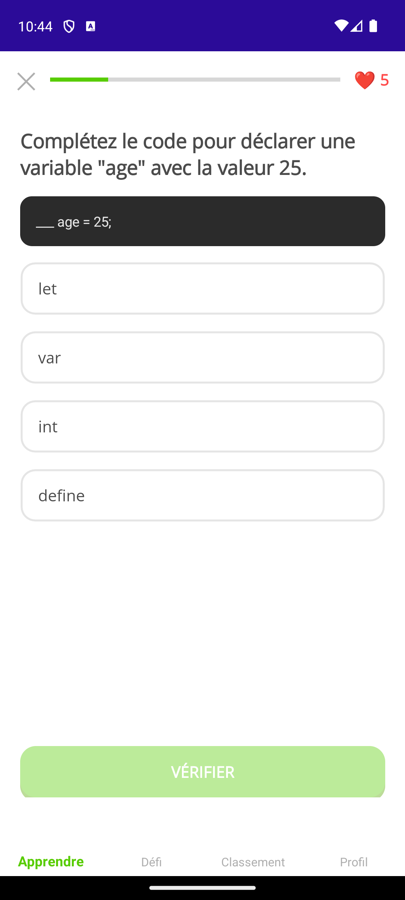 10:44
5
Complétez le code pour déclarer une
variable "age" avec la valeur 25.
___ age = 25;
let
var
int
define
VÉRIFIER
Apprendre Défi Classement Profil